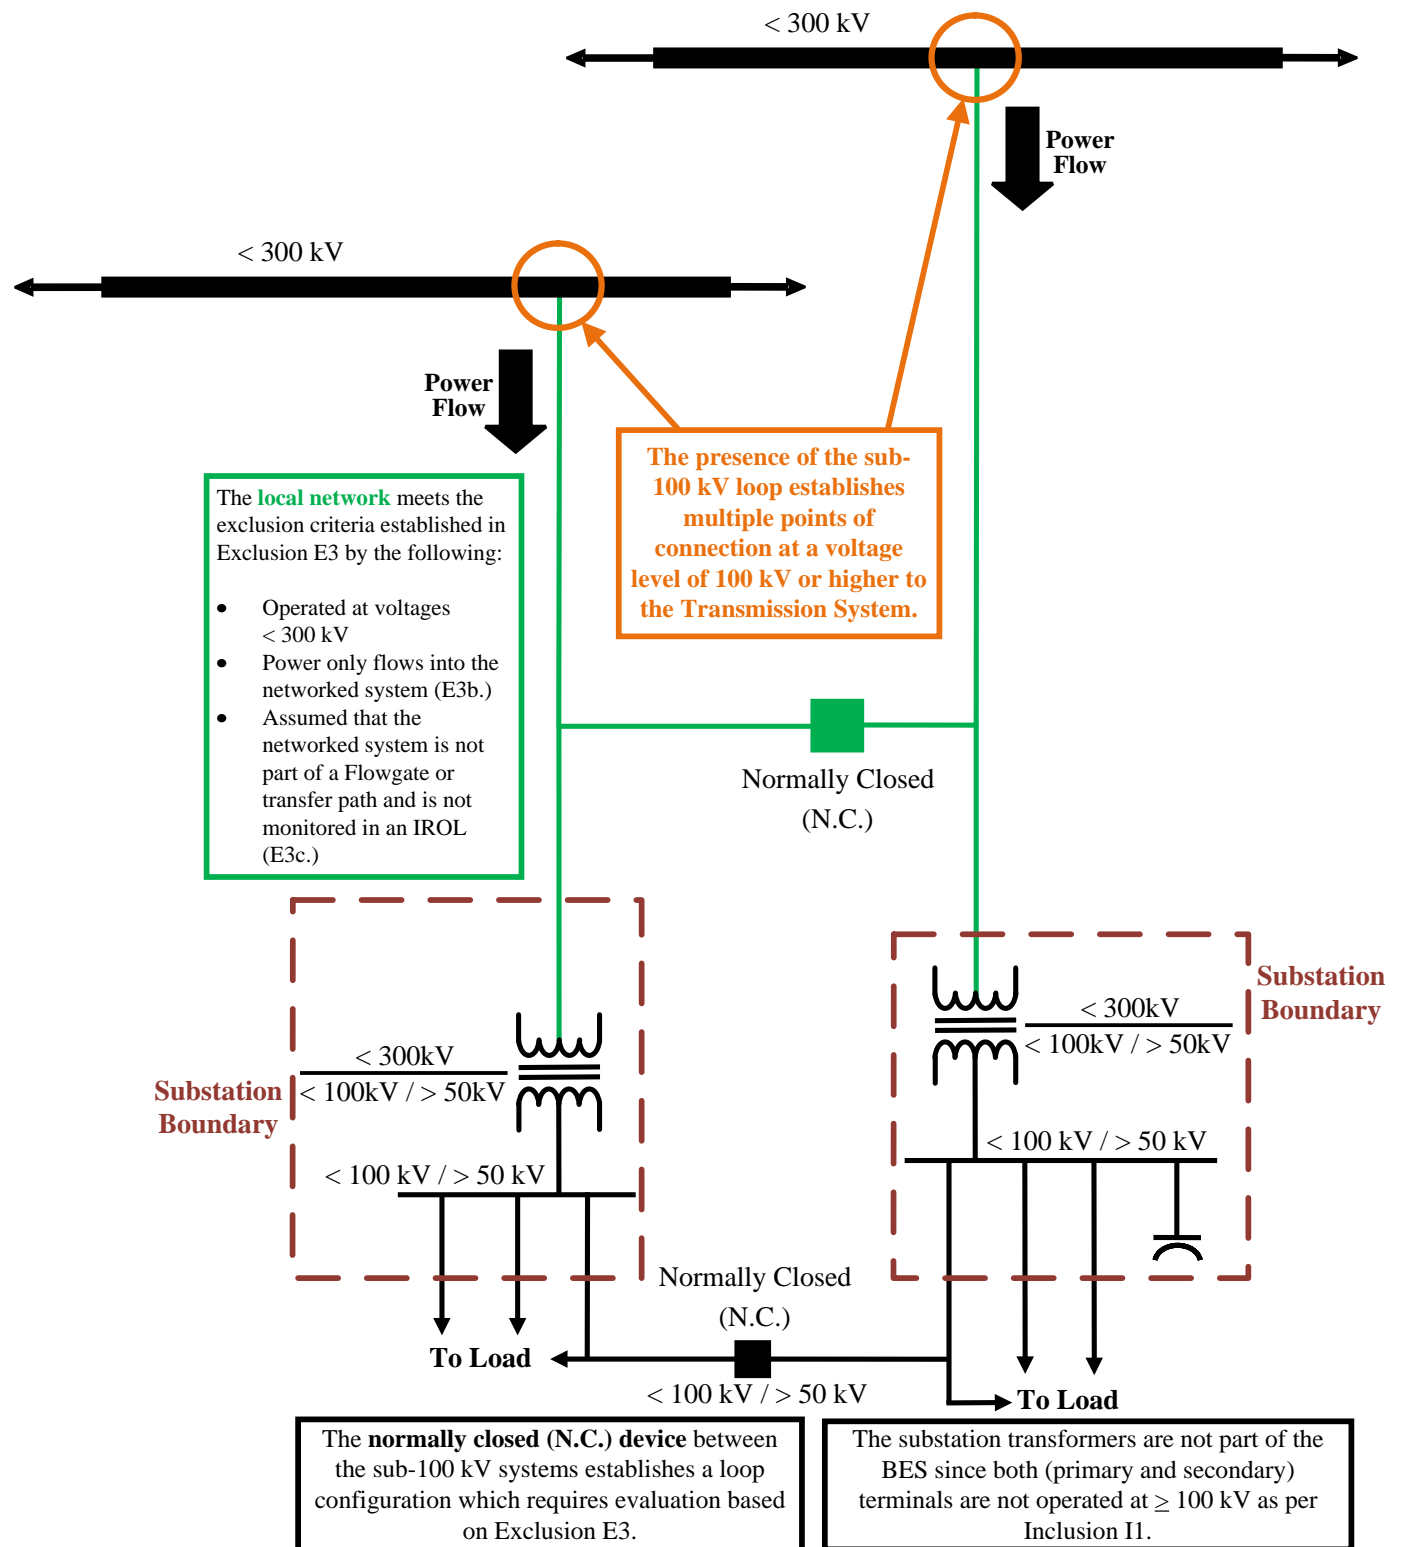 < 300 kV
Power
Flow
< 300 kV
Power
Flow
The presence of the sub-
100 kV loop establishes
multiple points of
connection at a voltage
level of 100 kV or higher to
the Transmission System.
The local network meets the
exclusion criteria established in
Exclusion E3 by the following:
• Operated at voltages
< 300 kV
• Power only flows into the
networked system (E3b.)
• Assumed that the
networked system is not
part of a Flowgate or
transfer path and is not
monitored in an IROL
(E3c.)
Normally Closed
(N.C.)
Substation
Boundary
< 300kV
< 100kV / > 50kV
< 300kV
< 100kV / > 50kV
Substation
Boundary
< 100 kV / > 50 kV
< 100 kV / > 50 kV
Normally Closed
(N.C.)
To Load
< 100 kV / > 50 kV
To Load
The normally closed (N.C.) device between
the sub-100 kV systems establishes a loop
configuration which requires evaluation based
on Exclusion E3.
The substation transformers are not part of the
BES since both (primary and secondary)
terminals are not operated at ≥ 100 kV as per
Inclusion I1.